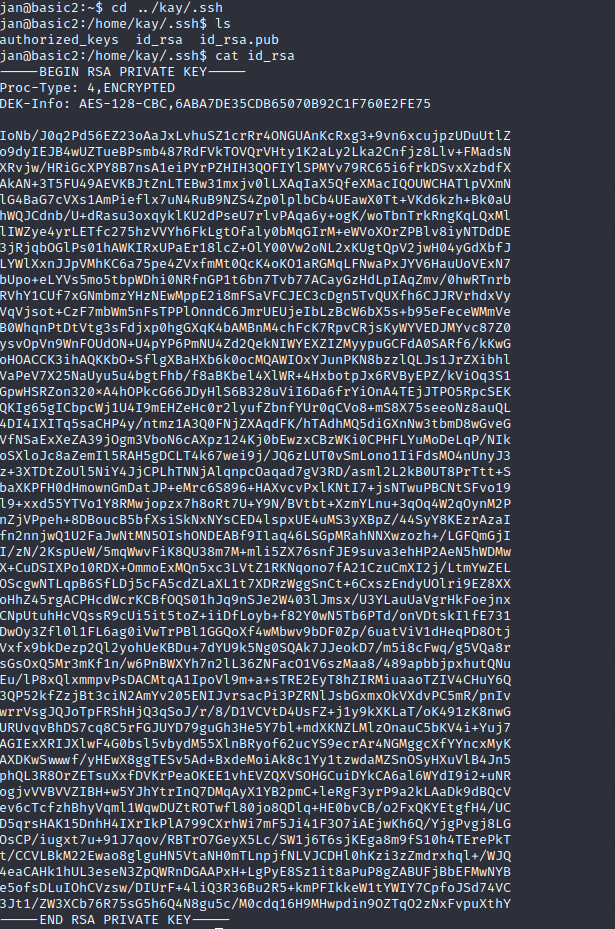 jan@basic2:~$ cd ../kay/.ssh
jan@basic2:/home/kay/.ssh$ ls
authorized_keys  id_rsa  id_rsa.pub
jan@basic2:/home/kay/.ssh$ cat id_rsa
-----BEGIN RSA PRIVATE KEY-----
Proc-Type: 4,ENCRYPTED
DEK-Info: AES-128-CBC,6ABA7DE35CDB65070B92C1F760E2FE75

IoNb/J0q2Pd56EZ23oAaJxLvhuSZ1crRr4ONGUAnKcRxg3+9vn6xcujpzUDuUtlZ
o9dyIEJB4wUZTueBPsmb487RdFVkTOVQrVHty1K2aLy2Lka2Cnfjz8Llv+FMadsN
XRvjw/HRiGcXPY8B7nsA1eiPYrPZHIH3QOFIYlSPMYv79RC65i6frkDSvxXzbdfX
AkAN+3T5FU49AEVKBJtZnLTEBw31mxjv0lLXAqIaX5QfeXMacIQOUWCHATlpVXmN
lG4BaG7cVXs1AmPieflx7uN4RuB9NZS4Zp0lplbCb4UEawX0Tt+VKd6kzh+Bk0aU
hWQJCdnb/U+dRasu3oxqyklKU2dPseU7rlvPAqa6y+ogK/woTbnTrkRngKqLQxMl
lIWZye4yrLETfc275hzVVYh6FkLgtOfaly0bMqGIrM+eWVoXOrZPBlv8iyNTDdDE
3jRjqbOGlPs01hAWKIRxUPaEr18lcZ+OlY00Vw2oNL2xKUgtQpV2jwH04yGdXbfJ
LYWlXxnJJpVMhKC6a75pe4ZVxfmMt0QcK4oKO1aRGMqLFNwaPxJYV6HauUoVExN7
bUpo+eLYVs5mo5tbpWDhi0NRfnGP1t6bn7Tvb77ACayGzHdLpIAqZmv/0hwRTnrb
RVhY1CUf7xGNmbmzYHzNEwMppE2i8mFSaVFCJEC3cDgn5TvQUXfh6CJJRVrhdxVy
VqVjsot+CzF7mbWm5nFsTPPlOnndC6JmrUEUjeIbLzBcW6bX5s+b95eFeceWMmVe
B0WhqnPtDtVtg3sFdjxp0hgGXqK4bAMBnM4chFcK7RpvCRjsKyWYVEDJMYvc87Z0
ysvOpVn9WnFOUdON+U4pYP6PmNU4Zd2QekNIWYEXZIZMyypuGCFdA0SARf6/kKwG
oHOACCK3ihAQKKbO+SflgXBaHXb6k0ocMQAWIOxYJunPKN8bzzlQLJs1JrZXibhl
VaPeV7X25NaUyu5u4bgtFhb/f8aBKbel4XlWR+4HxbotpJx6RVByEPZ/kViOq3S1
GpwHSRZon320xA4hOPkcG66JDyHlS6B328uViI6Da6frYiOnA4TEjJTPO5RpcSEK
QKIg65gICbpcWj1U4I9mEHZeHc0r2lyufZbnfYUr0qCVo8+mS8X75seeoNz8auQL
4DI4IXITq5saCHP4y/ntmz1A3Q0FNjZXAqdFK/hTAdhMQ5diGXnNw3tbmD8wGveG
VfNSaExXeZA39jOgm3VboN6cAXpz124Kj0bEwzxCBZWKi0CPHFLYuMoDeLqP/NIk
oSXloJc8aZemIl5RAH5gDCLT4k67wei9j/JQ6zLUT0vSmLono1IiFdsMO4nUnyJ3
z+3XTDtZoUl5NiY4JjCPLhTNNjAlqnpcOaqad7gV3RD/asml2L2kB0UT8PrTtt+S
baXKPFH0dHmownGmDatJP+eMrc6S896+HAXvcvPxlKNtI7+jsNTwuPBCNtSFvo19
l9+xxd55YTVo1Y8RMwjopzx7h8oRt7U+Y9N/BVtbt+XzmYLnu+3qOq4W2qOynM2P
nZjVPpeh+8DBoucB5bfXsiSkNxNYsCED4lspxUE4uMS3yXBpZ/44SyY8KEzrAzaI
fn2nnjwQ1U2FaJwNtMN5OIshONDEABf9Ilaq46LSGpMRahNNXwzozh+/LGFQmGjI
I/zN/2KspUeW/5mqWwvFiK8QU38m7M+mli5ZX76snfJE9suva3ehHP2AeN5hWDMw
X+CuDSIXPo10RDX+OmmoExMQn5xc3LVtZ1RKNqono7fA21CzuCmXI2j/LtmYwZEL
OScgwNTLqpB6SfLDj5cFA5cdZLaXL1t7XDRzWggSnCt+6CxszEndyUOlri9EZ8XX
oHhZ45rgACPHcdWcrKCBfOQS01hJq9nSJe2W403lJmsx/U3YLauUaVgrHkFoejnx
CNpUtuhHcVQssR9cUi5it5toZ+iiDfLoyb+f82Y0wN5Tb6PTd/onVDtskIlfE731
DwOy3Zfl0l1FL6ag0iVwTrPBl1GGQoXf4wMbwv9bDF0Zp/6uatViV1dHeqPD8Otj
Vxfx9bkDezp2Ql2yohUeKBDu+7dYU9k5Ng0SQAk7JJeokD7/m5i8cFwq/g5VQa8r
sGsOxQ5Mr3mKf1n/w6PnBWXYh7n2lL36ZNFacO1V6szMaa8/489apbbjpxhutQNu
Eu/lP8xQlxmmpvPsDACMtqA1IpoVl9m+a+sTRE2EyT8hZIRMiuaaoTZIV4CHuY6Q
3QP52kfZzjBt3ciN2AmYv205ENIJvrsacPi3PZRNlJsbGxmxOkVXdvPC5mR/pnIv
wrrVsgJQJoTpFRShHjQ3qSoJ/r/8/D1VCVtD4UsFZ+j1y9kXKLaT/oK491zK8nwG
URUvqvBhDS7cq8C5rFGJUYD79guGh3He5Y7bl+mdXKNZLMlzOnauC5bKV4i+Yuj7
AGIExXRIJXlwF4G0bsl5vbydM55XlnBRyof62ucYS9ecrAr4NGMggcXfYYncxMyK
AXDKwSwwwf/yHEwX8ggTESv5Ad+BxdeMoiAk8c1Yy1tzwdaMZSnOSyHXuVlB4Jn5
phQL3R8OrZETsuXxfDVKrPeaOKEE1vhEVZQXVSOHGCuiDYkCA6al6WYdI9i2+uNR
ogjvVVBVVZIBH+w5YJhYtrInQ7DMqAyX1YB2pmC+leRgF3yrP9a2kLAaDk9dBQcV
ev6cTcfzhBhyVqml1WqwDUZtROTwfl80jo8QDlq+HE0bvCB/o2FxQKYEtgfH4/UC
D5qrsHAK15DnhH4IXrIkPlA799CXrhWi7mF5Ji41F3O7iAEjwKh6Q/YjgPvgj8LG
OsCP/iugxt7u+91J7qov/RBTrO7GeyX5Lc/SW1j6T6sjKEga8m9fS10h4TErePkT
t/CCVLBkM22Ewao8glguHN5VtaNH0mTLnpjfNLVJCDHl0hKzi3zZmdrxhql+/WJQ
4eaCAHk1hUL3eseN3ZpQWRnDGAAPxH+LgPyE8Sz1it8aPuP8gZABUFjBbEFMwNYB
e5ofsDLuIOhCVzsw/DIUrF+4liQ3R36Bu2R5+kmPFIkkeW1tYWIY7CpfoJSd74VC
3Jt1/ZW3XCb76R75sG5h6Q4N8gu5c/M0cdq16H9MHwpdin9OZTqO2zNxFvpuXthY
-----END RSA PRIVATE KEY-----